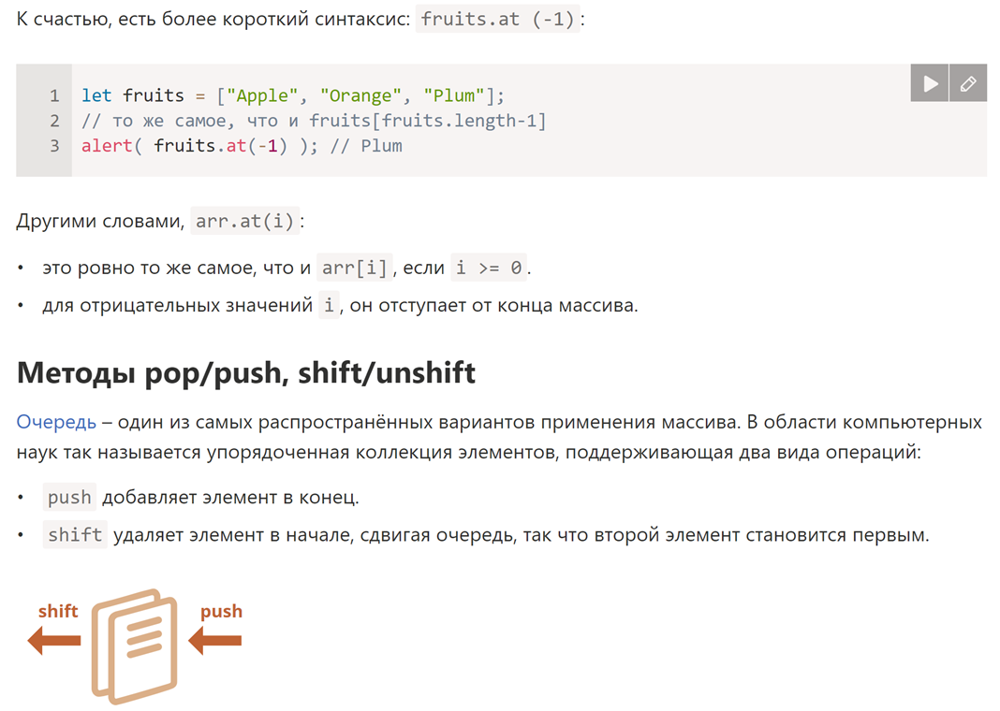 К счастью, есть более короткий синтаксис: fruits.at (-1):
1 let fruits = ["Apple", "Orange", "Plum"];
2 // то же самое, что и fruits[fruits.length-1]
3 alert( fruits.at(-1) ); // Plum
Другими словами, arr.at(i):
• это ровно то же самое, что и arr[i], если i >= 0.
• для отрицательных значений i, он отступает от конца массива.
Методы pop/push, shift/unshift
Очередь – один из самых распространённых вариантов применения массива. В области компьютерных
наук так называется упорядоченная коллекция элементов, поддерживающая два вида операций:
• push добавляет элемент в конец.
• shift удаляет элемент в начале, сдвигая очередь, так что второй элемент становится первым.
shift push